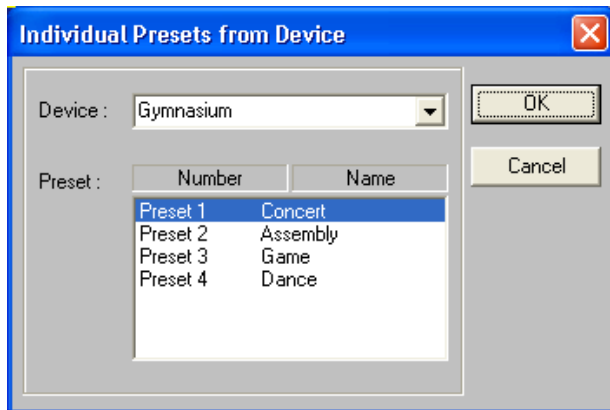 Individual Presets from Device
Device : Gymnasium OK
Preset : Number Name Cancel
Preset 1 Concert
Preset 2 Assembly
Preset 3 Game
Preset 4 Dance